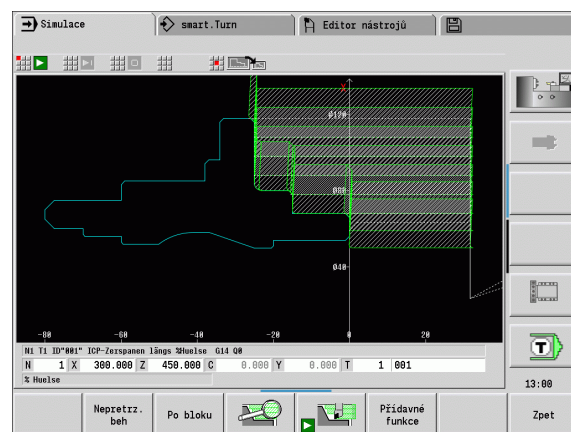 Simulace
smart.Turn
Editor nástrojů
X
Ø120
Ø80
Ø40
-80 -60 -40 -20 0 20
N1 T1 ID"001" ICP-Zerspanen längs %Huelse G14 Q0
N 1 X 300.000 Z 450.000 C 0.000 Y 0.000 T 1 001
% Huelse
T
13:00
Nepretrz. beh
Po bloku
Přídavné funkce
Zpet